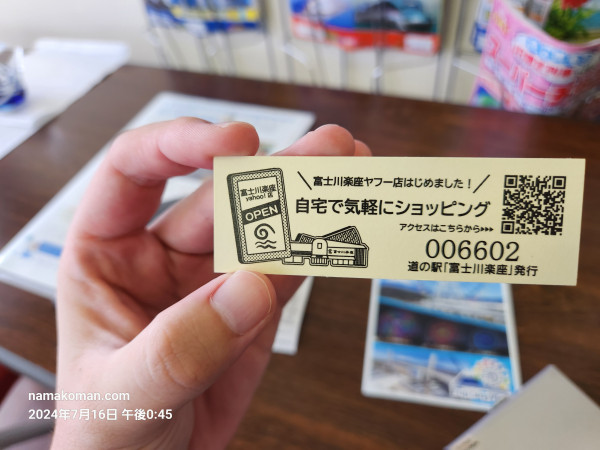 富士川楽座ヤフー店はじめました!
富士川楽座
yahoo!店
OPEN
自宅で気軽にショッピング
アクセスはこちらから>>>
006602
道の駅「富士川楽座」発行
namakoman.com
2024年7月16日 午後0:45